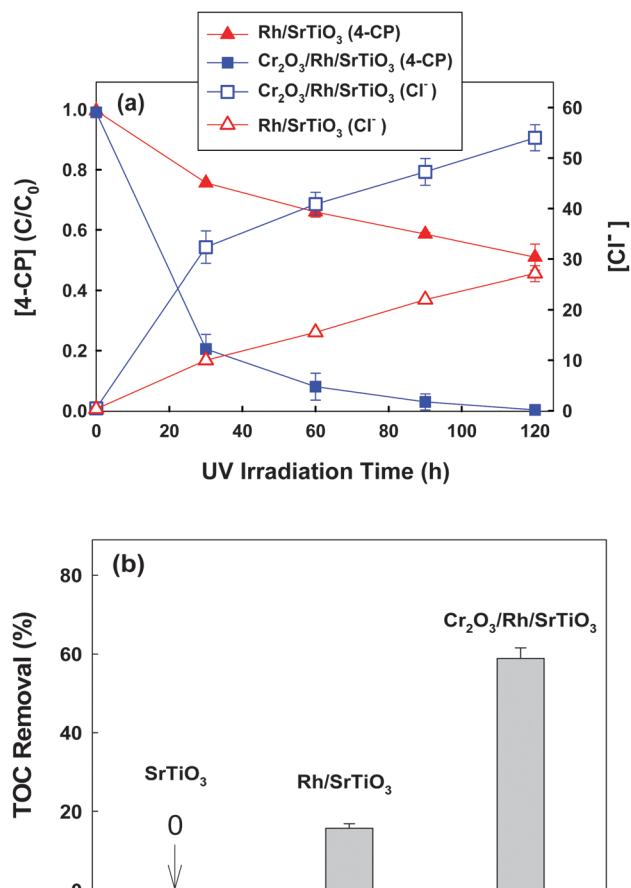 Rh/SrTiO₃ (4-CP)
Cr₂O₃/Rh/SrTiO₃ (4-CP)
Cr₂O₃/Rh/SrTiO₃ (Cl⁻)
Rh/SrTiO₃ (Cl⁻)
(a)
1.0
0.8
0.6
0.4
0.2
0.0
[4-CP] (C/C₀)
60
50
40
30
20
10
0
[Cl⁻]
0 20 40 60 80 100 120
UV Irradiation Time (h)
(b)
80
60
40
20
0
TOC Removal (%)
Cr₂O₃/Rh/SrTiO₃
SrTiO₃
Rh/SrTiO₃
0